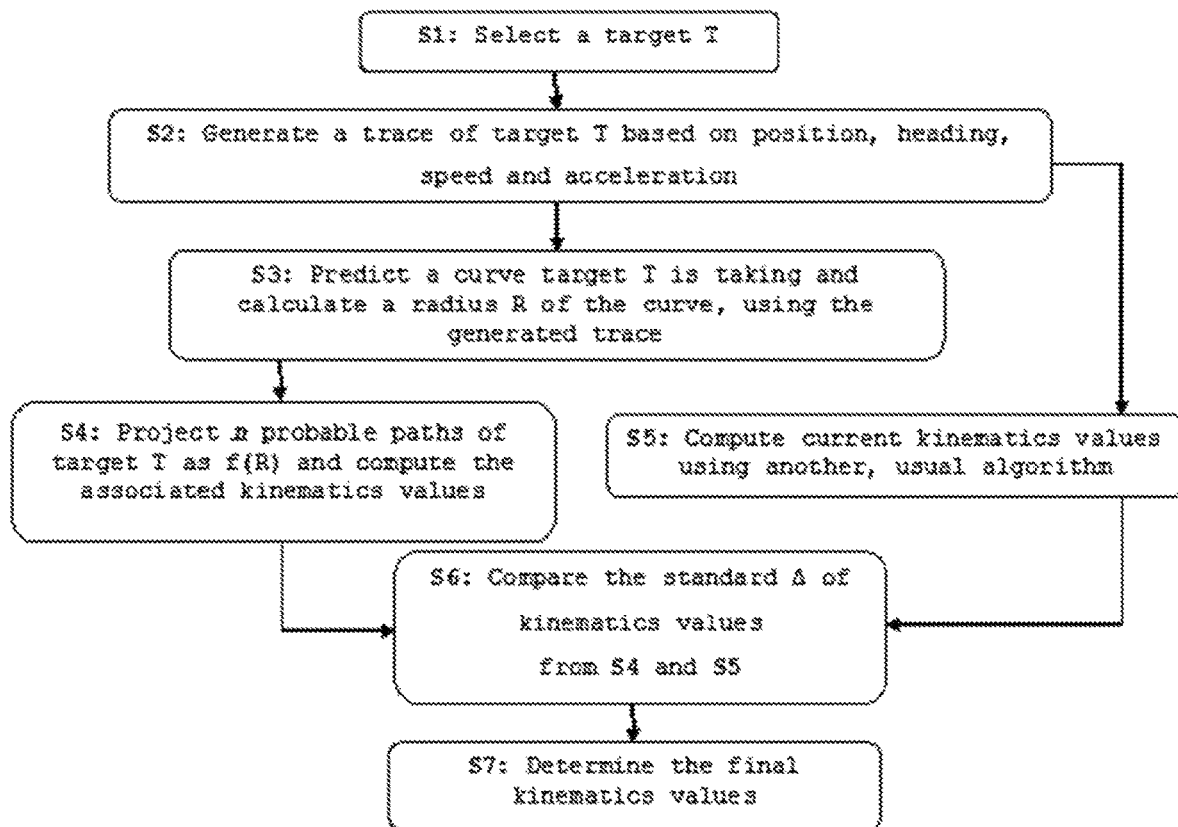 S1: Select a target T
S2: Generate a trace of target T based on position, heading,
speed and acceleration
S3: Predict a curve target T is taking and
calculate a radius R of the curve, using the
generated trace
S4: Project n probable paths of
target T as f(R) and compute the
associated kinematics values
S5: Compute current kinematics values
using another, usual algorithm
S6: Compare the standard Δ of
kinematics values
from S4 and S5
S7: Determine the final
kinematics values